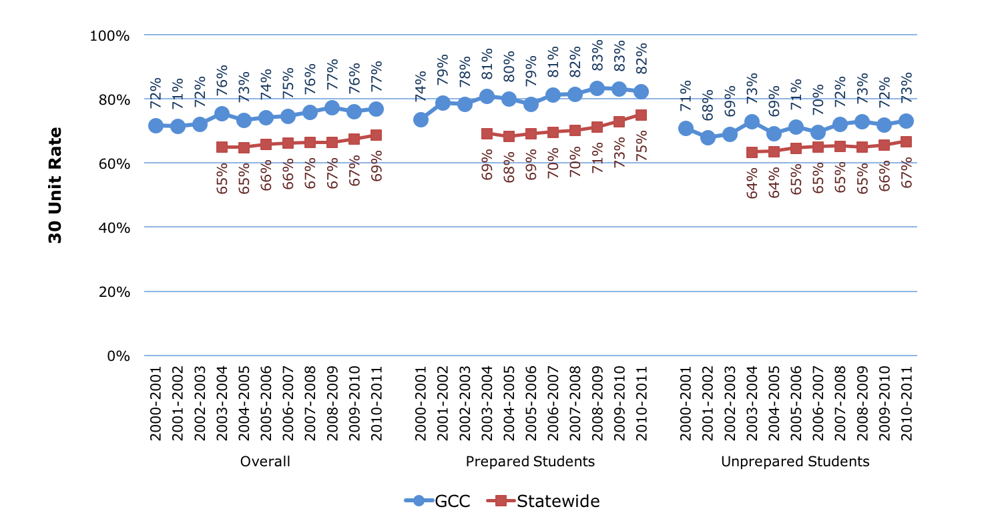 100%
80%
60%
40%
20%
0%
30 Unit Rate
72% 71% 72% 76% 73% 74% 75% 76% 77% 76% 77%
65% 65% 66% 66% 67% 67% 67% 69%
74% 79% 78% 81% 80% 79% 81% 82% 83% 83% 82%
69% 68% 69% 70% 70% 71% 73% 75%
71% 68% 69% 73% 69% 71% 70% 72% 73% 72% 73%
64% 64% 65% 65% 65% 65% 66% 67%
2000-2001 2001-2002 2002-2003 2003-2004 2004-2005 2005-2006 2006-2007 2007-2008 2008-2009 2009-2010 2010-2011
2000-2001 2001-2002 2002-2003 2003-2004 2004-2005 2005-2006 2006-2007 2007-2008 2008-2009 2009-2010 2010-2011
2000-2001 2001-2002 2002-2003 2003-2004 2004-2005 2005-2006 2006-2007 2007-2008 2008-2009 2009-2010 2010-2011
Overall
Prepared Students
Unprepared Students
GCC
Statewide